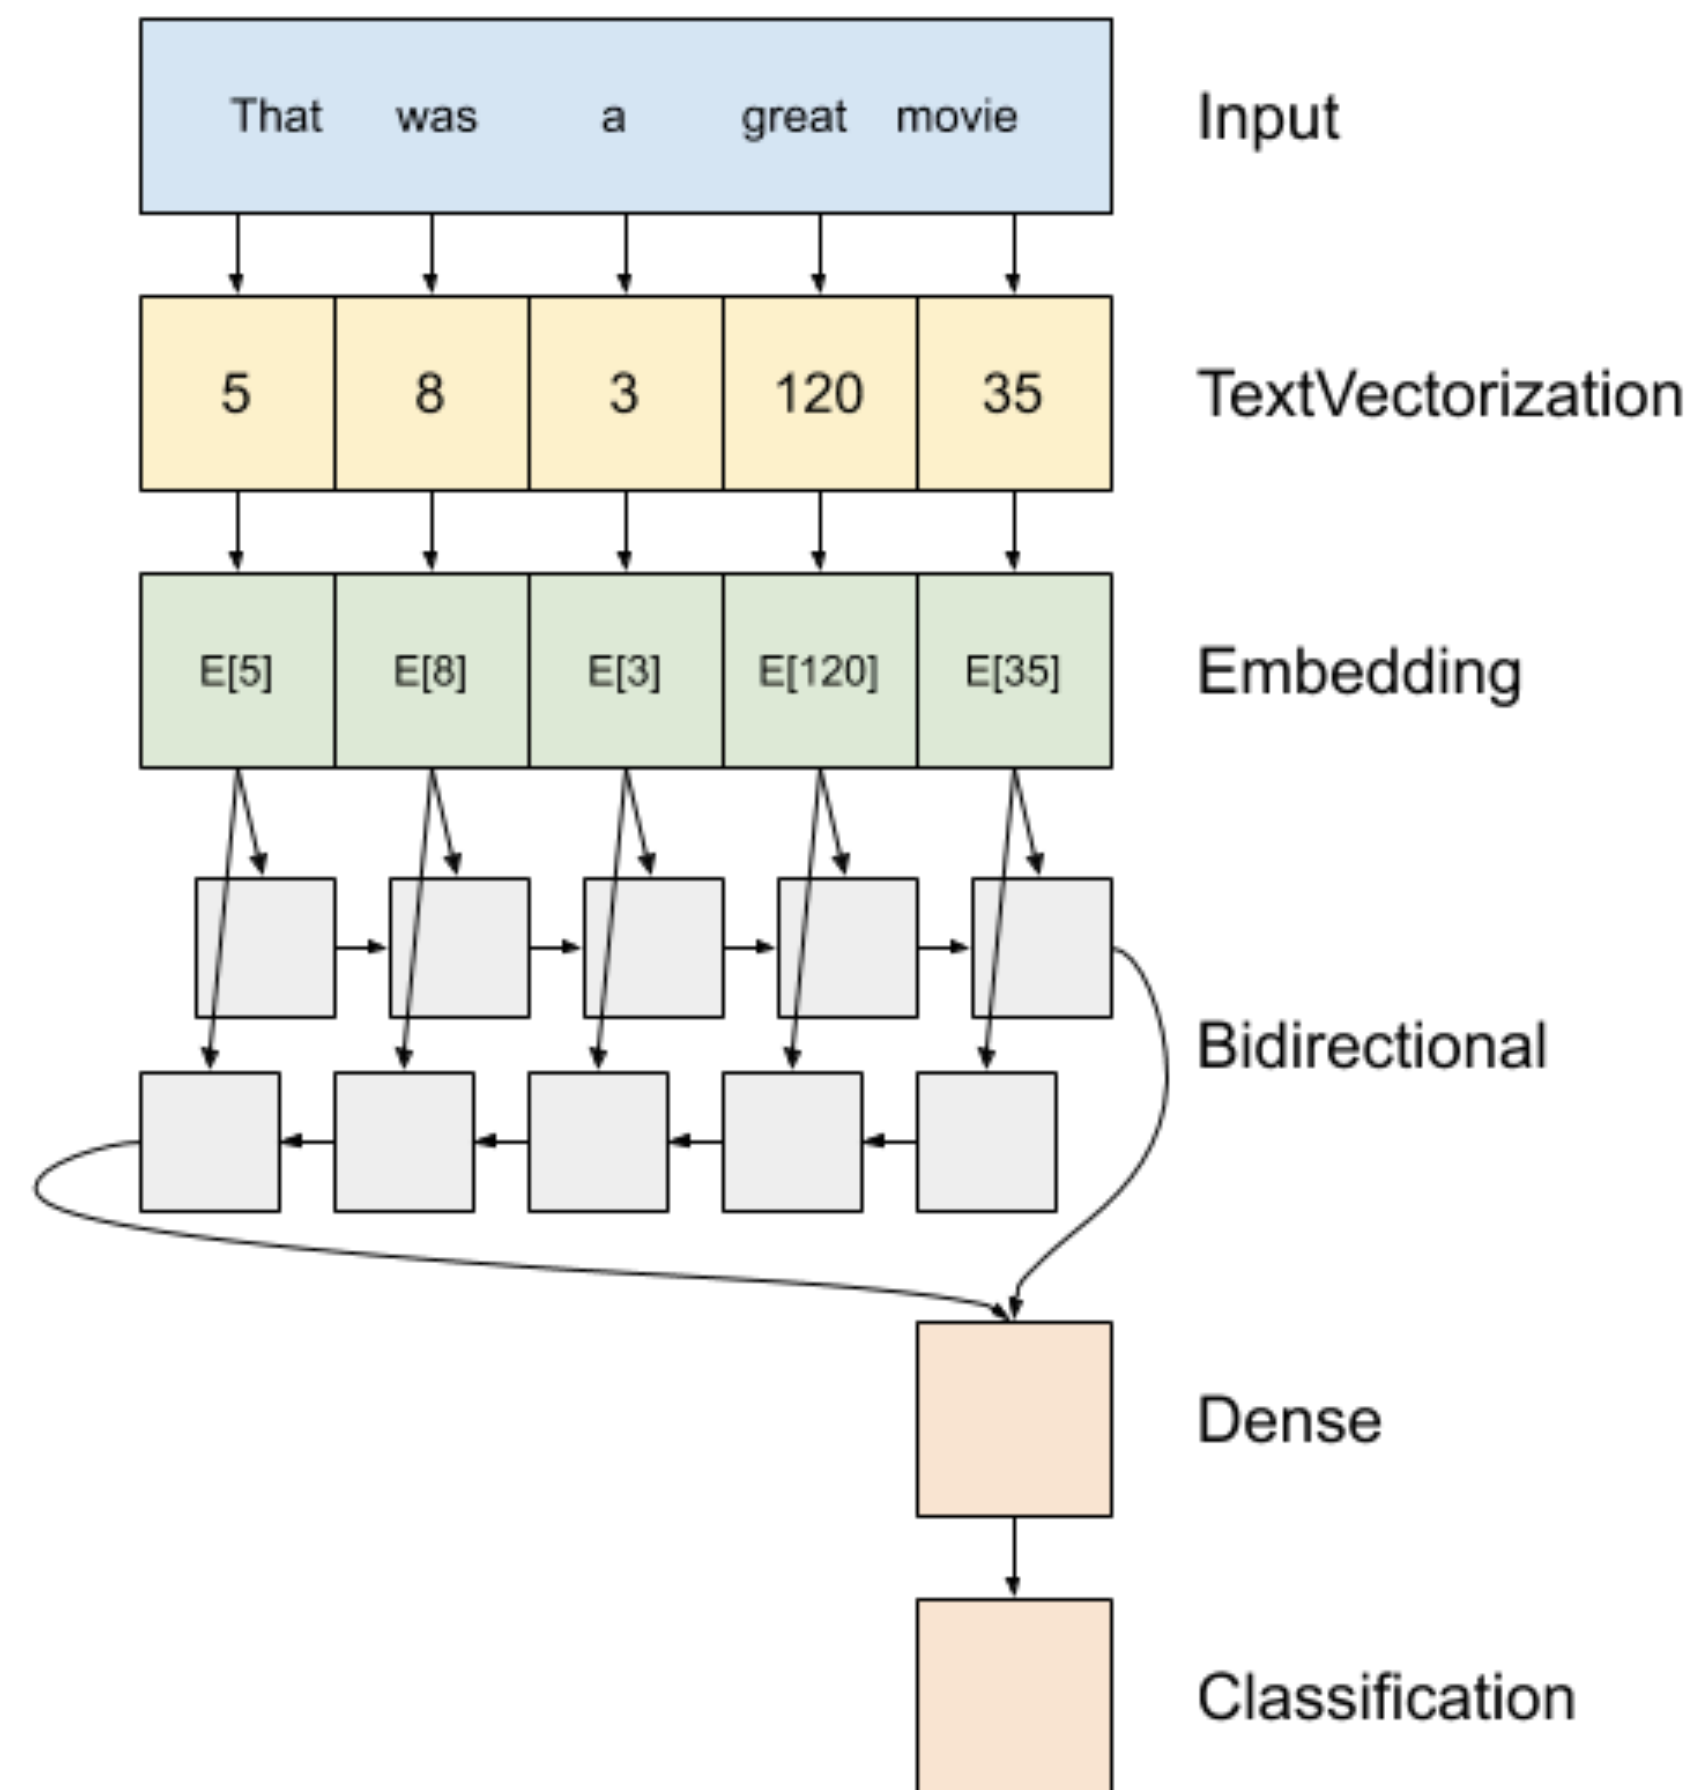 That was a great movie Input
5 8 3 120 35 TextVectorization
E[5] E[8] E[3] E[120] E[35] Embedding
Bidirectional
Dense
Classification